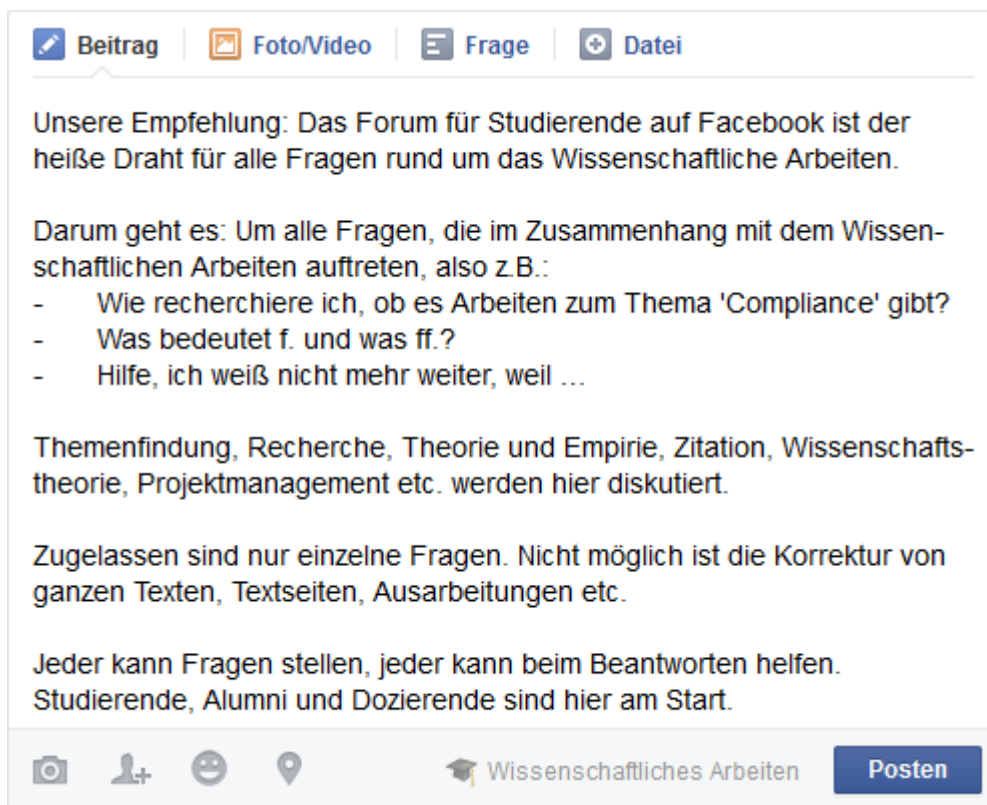 Beitrag Foto/Video Frage Datei
Unsere Empfehlung: Das Forum für Studierende auf Facebook ist der
heiße Draht für alle Fragen rund um das Wissenschaftliche Arbeiten.
Darum geht es: Um alle Fragen, die im Zusammenhang mit dem Wissen-
schaftlichen Arbeiten auftreten, also z.B.:
- Wie recherchiere ich, ob es Arbeiten zum Thema 'Compliance' gibt?
- Was bedeutet f. und was ff.?
- Hilfe, ich weiß nicht mehr weiter, weil …
Themenfindung, Recherche, Theorie und Empirie, Zitation, Wissenschafts-
theorie, Projektmanagement etc. werden hier diskutiert.
Zugelassen sind nur einzelne Fragen. Nicht möglich ist die Korrektur von
ganzen Texten, Textseiten, Ausarbeitungen etc.
Jeder kann Fragen stellen, jeder kann beim Beantworten helfen.
Studierende, Alumni und Dozierende sind hier am Start.
Wissenschaftliches Arbeiten Posten